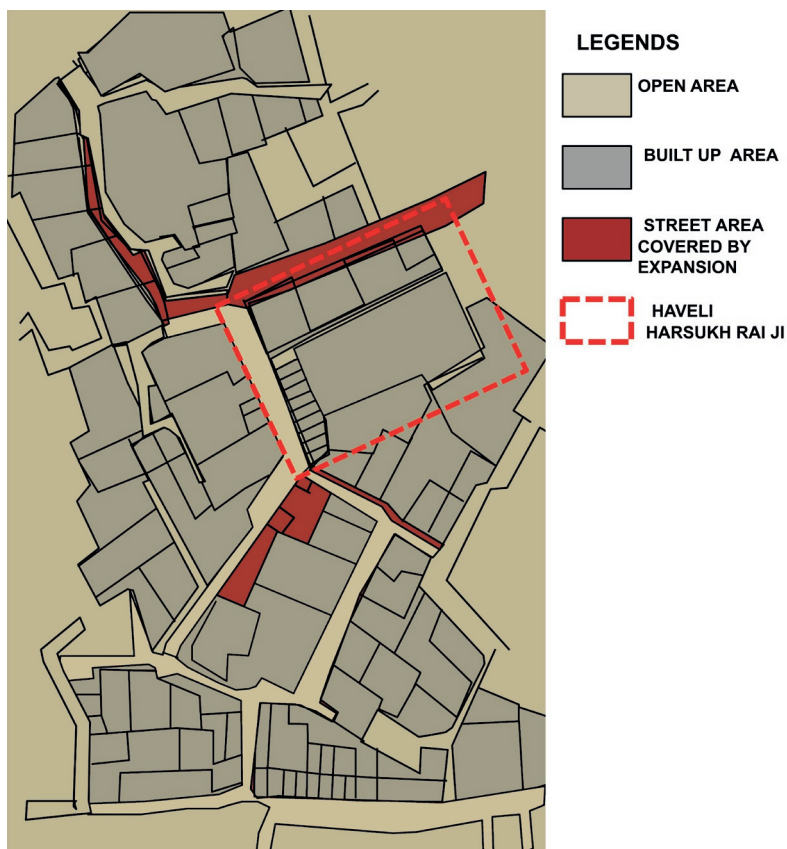 LEGENDS
OPEN AREA
BUILT UP AREA
STREET AREA
COVERED BY
EXPANSION
HAVELI
HARSUKH RAI JI